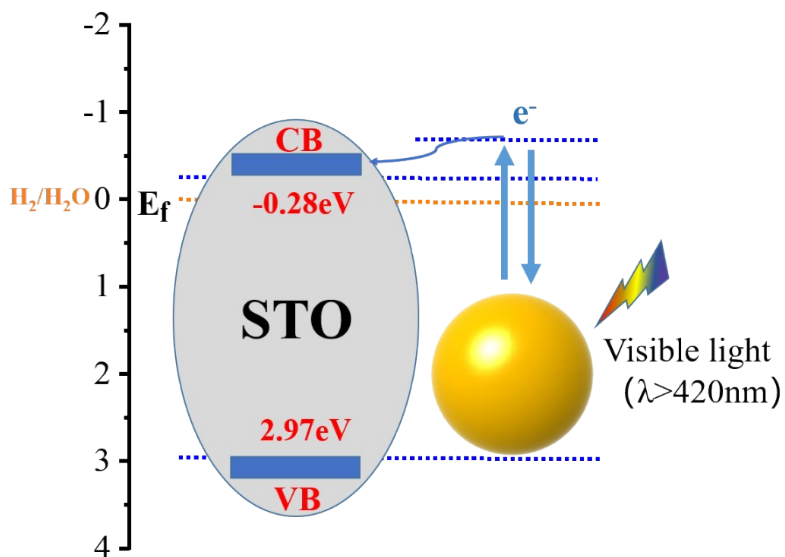 -2
-1
e⁻
CB
H₂/H₂O
0
E_f
-0.28eV
1
STO
Visible light
2
(λ>420nm)
2.97eV
3
VB
4